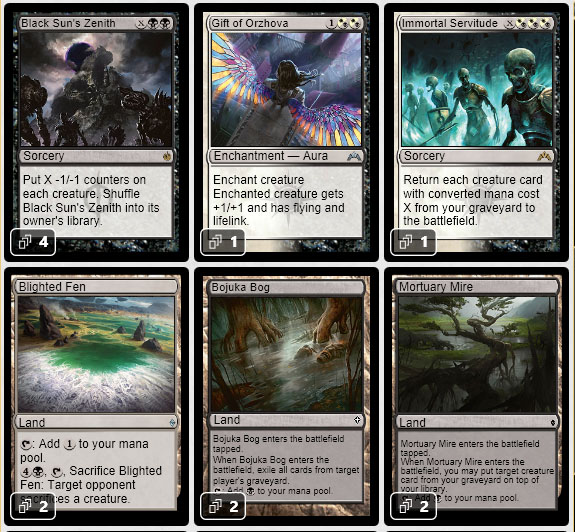 Black Sun's Zenith X
Sorcery
Put X -1/-1 counters
on each creature. Shuffle
Black Sun's Zenith into its
owner's library.
4
Gift of Orzhova 1
Enchantment — Aura
Enchant creature
Enchanted creature gets
+1/+1 and has flying and
lifelink.
1
Immortal Servitude X
Sorcery
Return each creature card
with converted mana cost
X from your graveyard to
the battlefield.
1
Blighted Fen
Land
: Add 1 to your mana
pool.
4 , , Sacrifice Blighted
Fen: Target opponent
sacrifices a creature.
2
Bojuka Bog
Land
Bojuka Bog enters the battlefield
tapped.
When Bojuka Bog enters the
battlefield, exile all cards from target
player's graveyard.
: Add to your mana pool.
2
Mortuary Mire
Land
Mortuary Mire enters the battlefield
tapped.
When Mortuary Mire enters the
battlefield, you may put target creature
card from your graveyard on top of
your library.
: Add to your mana pool.
2